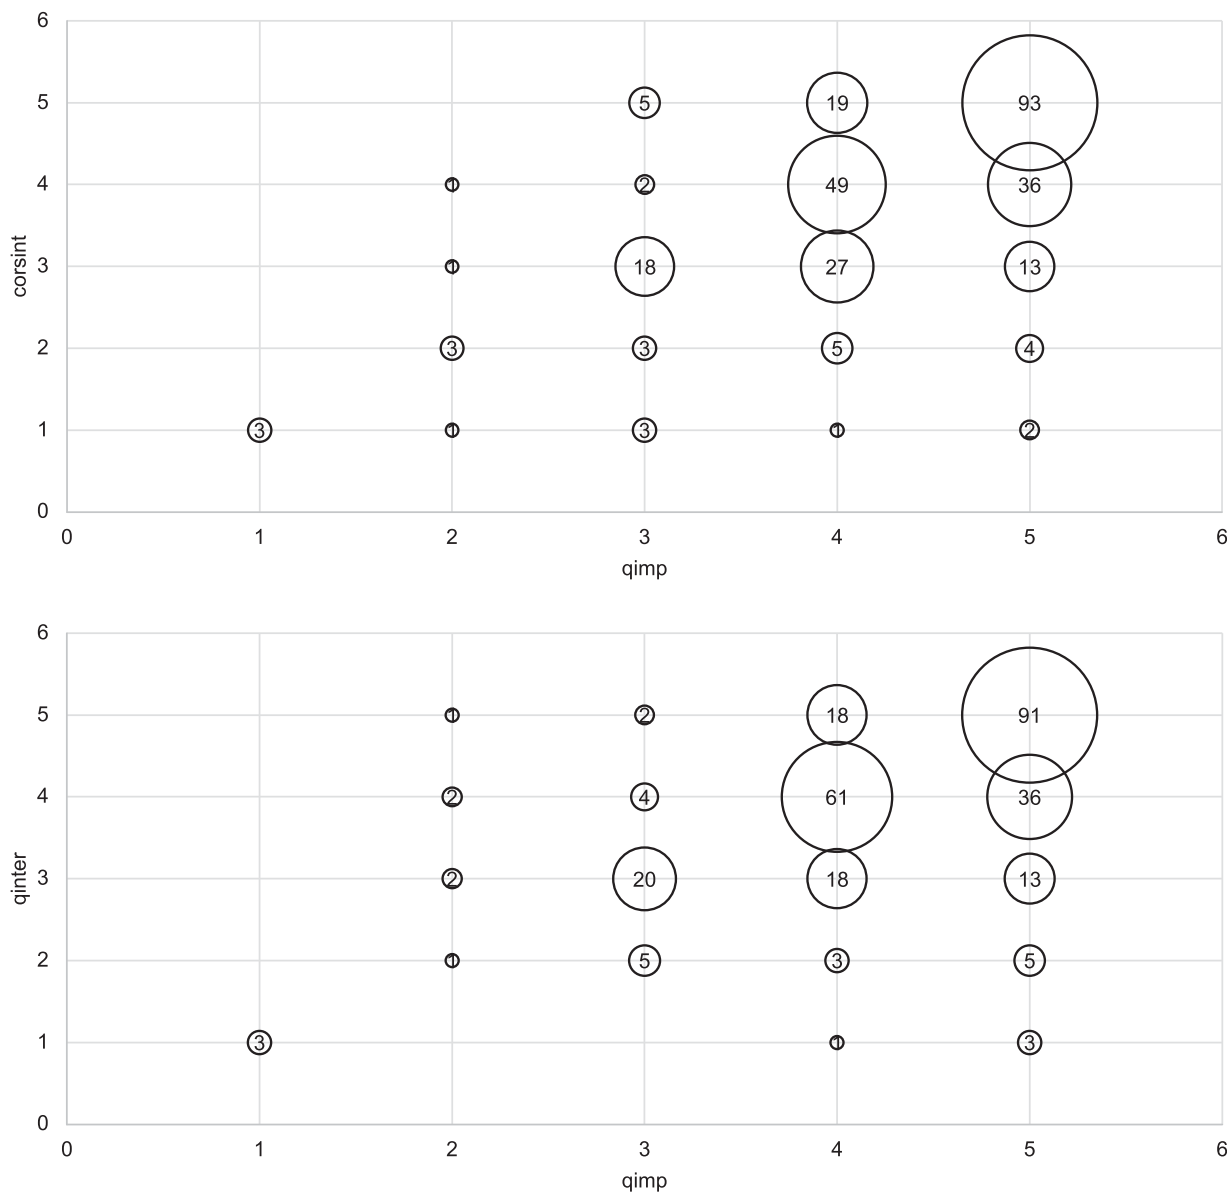 6
5 5 19 93
4 1 2 49 36
3 1 18 27 13
corsint
2 3 3 5 4
1 3 1 3 1 2
0
0 1 2 3 4 5 6
qimp
6
5 1 2 18 91
4 2 4 61 36
3 2 20 18 13
qinter
2 1 5 3 5
1 3 1 3
0
0 1 2 3 4 5 6
qimp